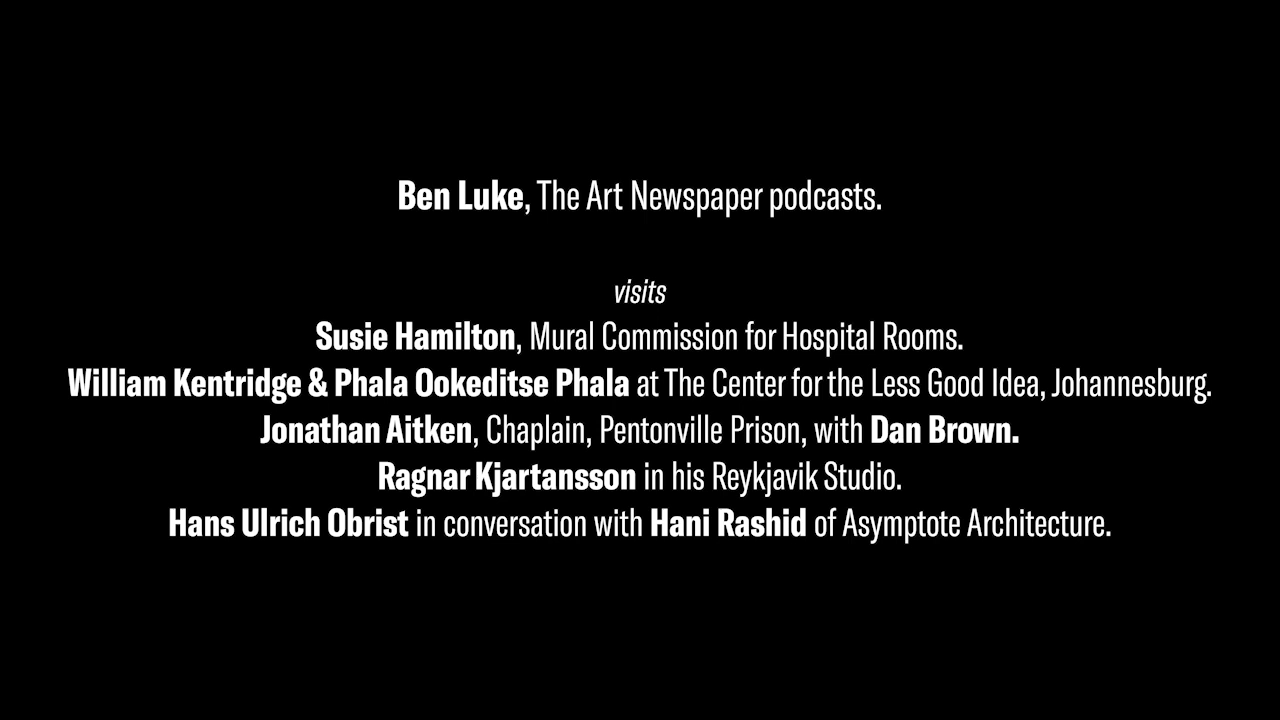 Ben Luke, The Art Newspaper podcasts.
visits
Susie Hamilton, Mural Commission for Hospital Rooms.
William Kentridge & Phala Ookeditse Phala at The Center for the Less Good Idea, Johannesburg.
Jonathan Aitken, Chaplain, Pentonville Prison, with Dan Brown.
Ragnar Kjartansson in his Reykjavik Studio.
Hans Ulrich Obrist in conversation with Hani Rashid of Asymptote Architecture.